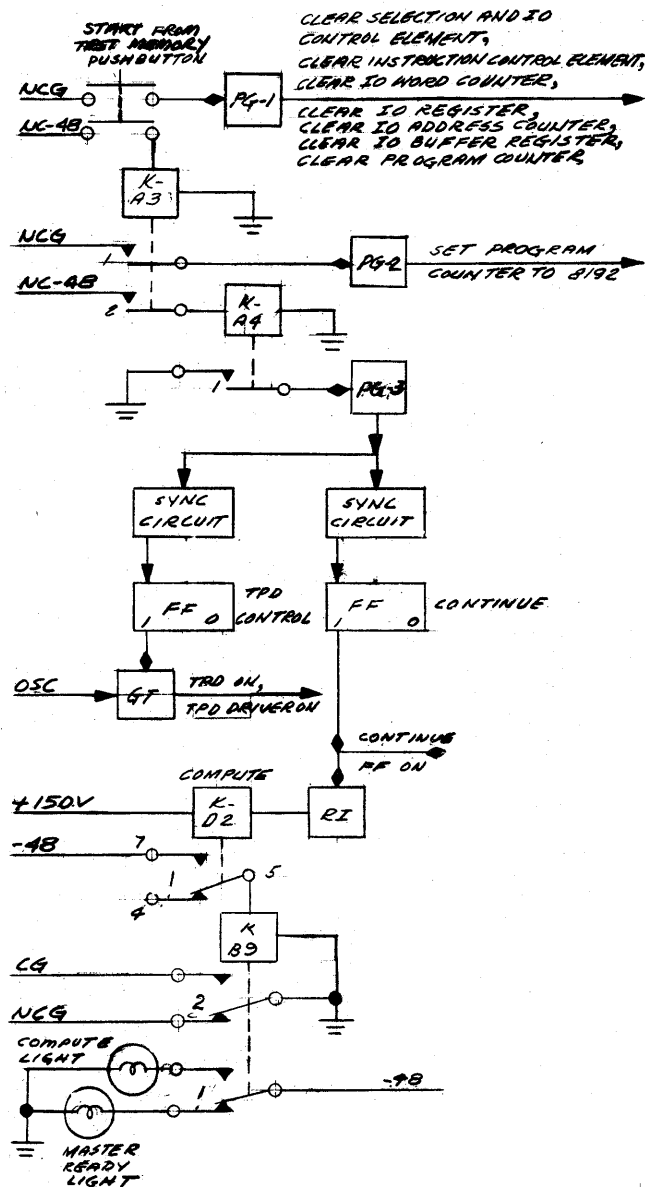 START FROM
TEST MEMORY
PUSHBUTTON
CLEAR SELECTION AND IO
CONTROL ELEMENT,
CLEAR INSTRUCTION CONTROL ELEMENT,
CLEAR IO WORD COUNTER,
CLEAR IO REGISTER,
CLEAR IO ADDRESS COUNTER,
CLEAR IO BUFFER REGISTER,
CLEAR PROGRAM COUNTER
NCG
PG-1
NC-48
K-
A3
NCG
1
PG-2
SET PROGRAM
COUNTER TO 8192
NC-48
2
K-
A4
1
PG-3
SYNC
CIRCUIT
SYNC
CIRCUIT
1 FF 0
TPD
CONTROL
1 FF 0
CONTINUE
OSC
GT
TPD ON,
TPD DRIVER ON
CONTINUE
FF ON
COMPUTE
+150V
K-
D2
RI
-48
7
1
5
4
K
B9
CG
NCG
2
COMPUTE
LIGHT
1
-48
MASTER
READY
LIGHT